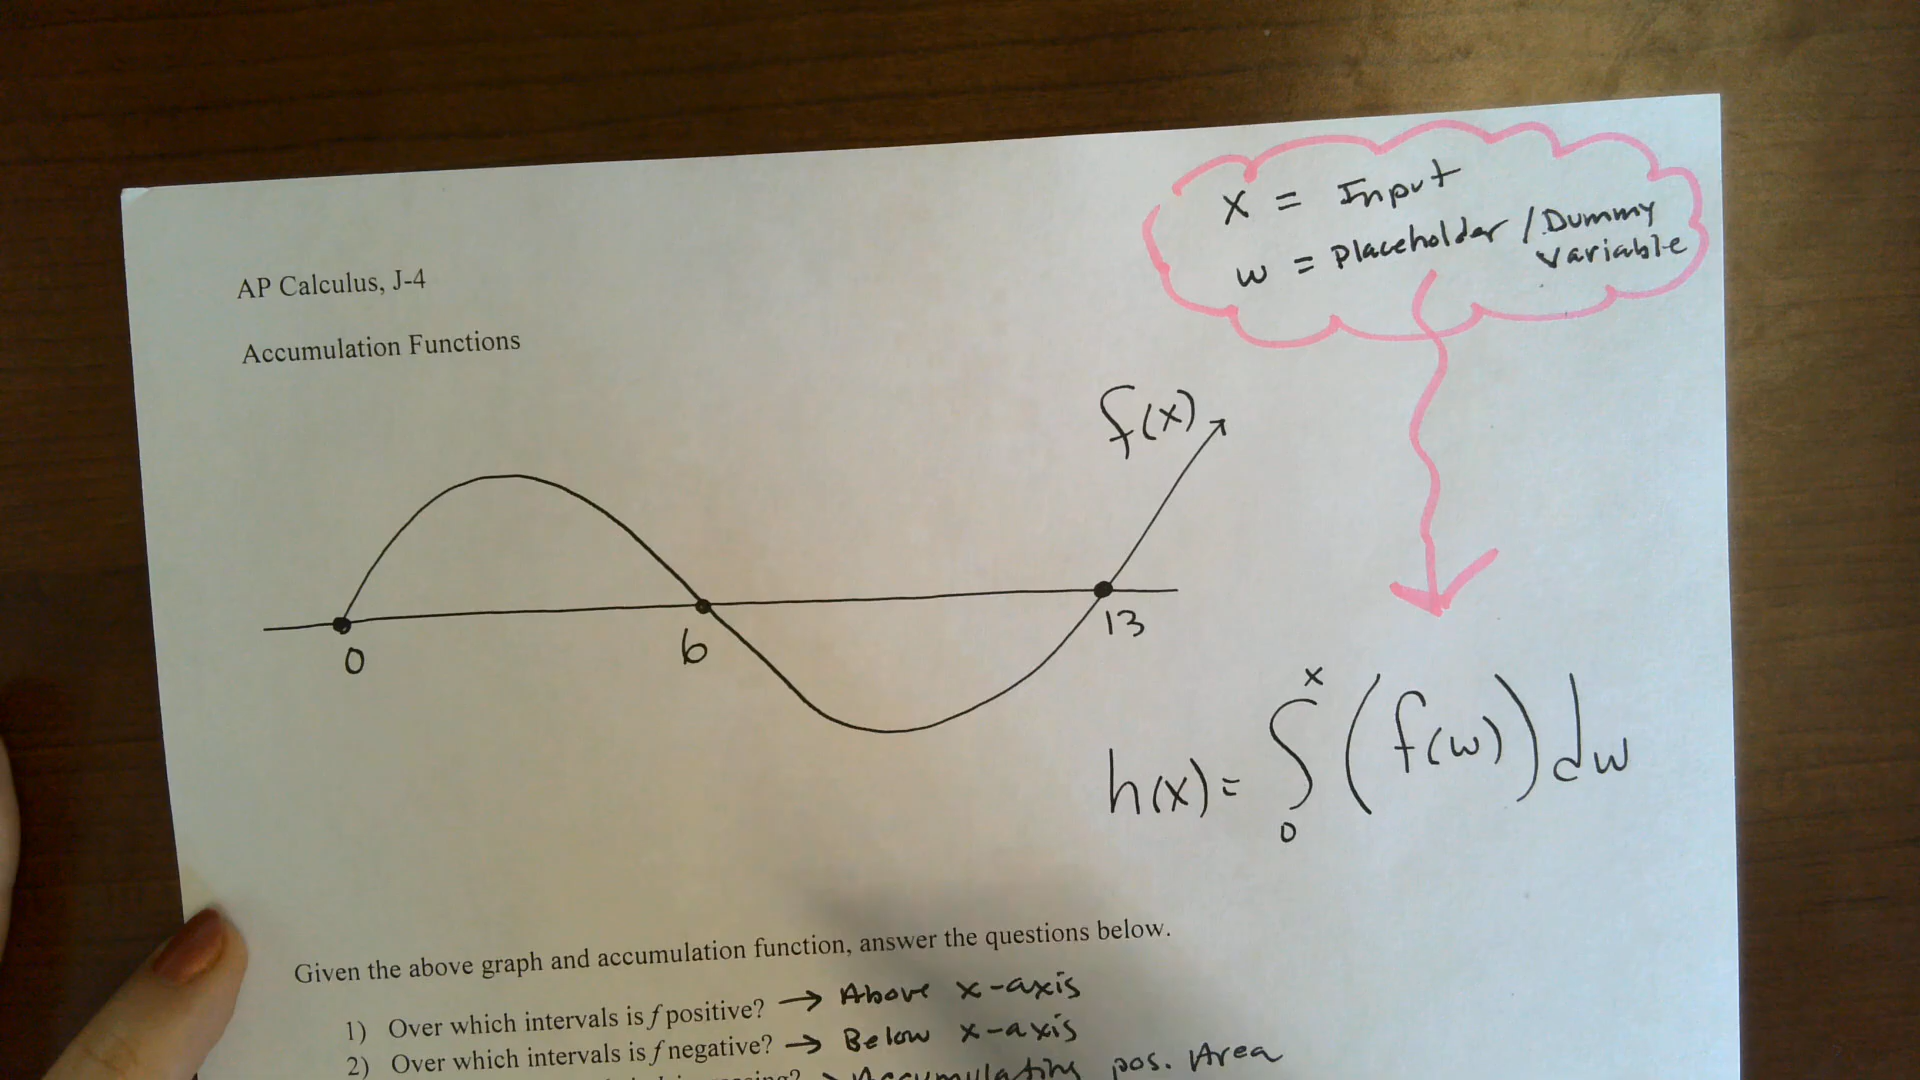 x = Input
w = Placeholder / Dummy
variable
AP Calculus, J-4
Accumulation Functions
f(x)
0
6
13
h(x) = ∫₀ˣ (f(w)) dw
Given the above graph and accumulation function, answer the questions below.
1) Over which intervals is f positive? → Above x-axis
2) Over which intervals is f negative? → Below x-axis
Accumulating pos. Area